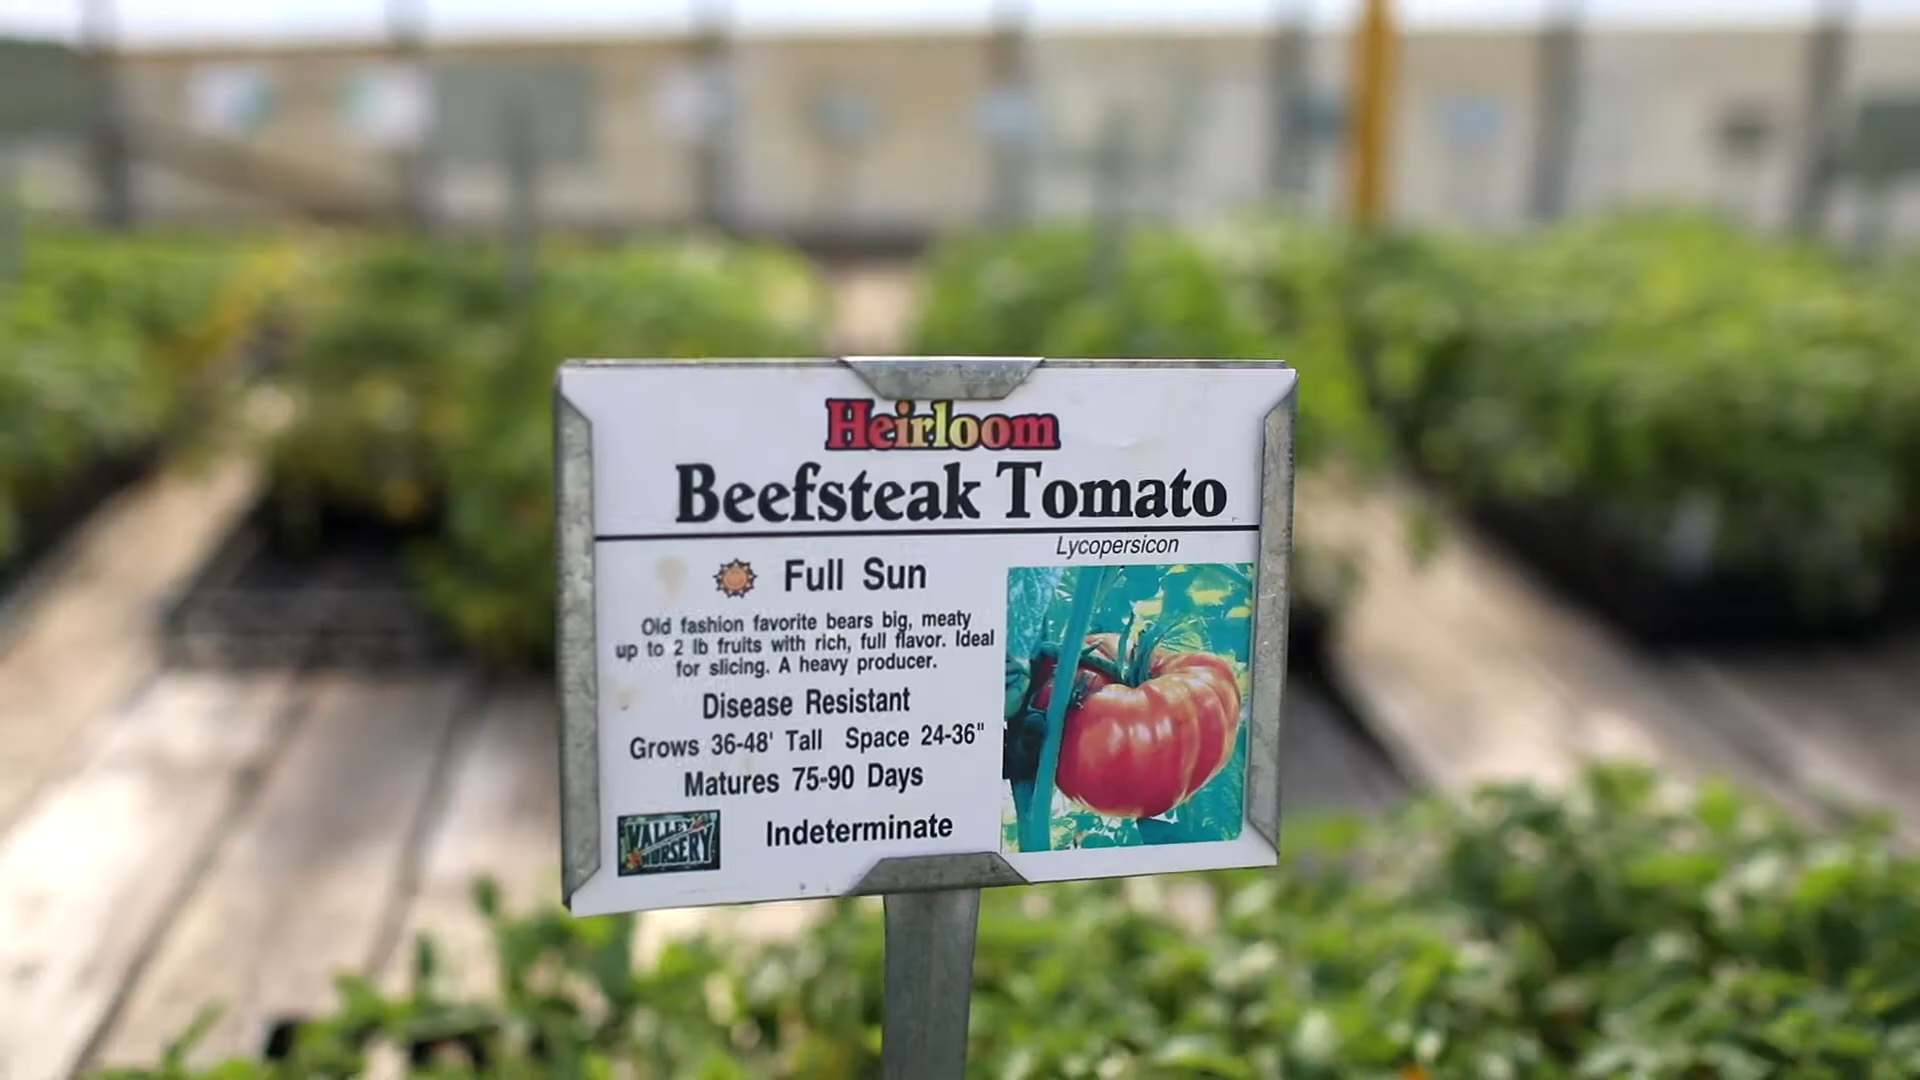 Heirloom
Beefsteak Tomato
Lycopersicon
Full Sun
Old fashion favorite bears big, meaty
up to 2 lb fruits with rich, full flavor. Ideal
for slicing. A heavy producer.
Disease Resistant
Grows 36-48' Tall Space 24-36"
Matures 75-90 Days
Indeterminate
VALLEY
NURSERY